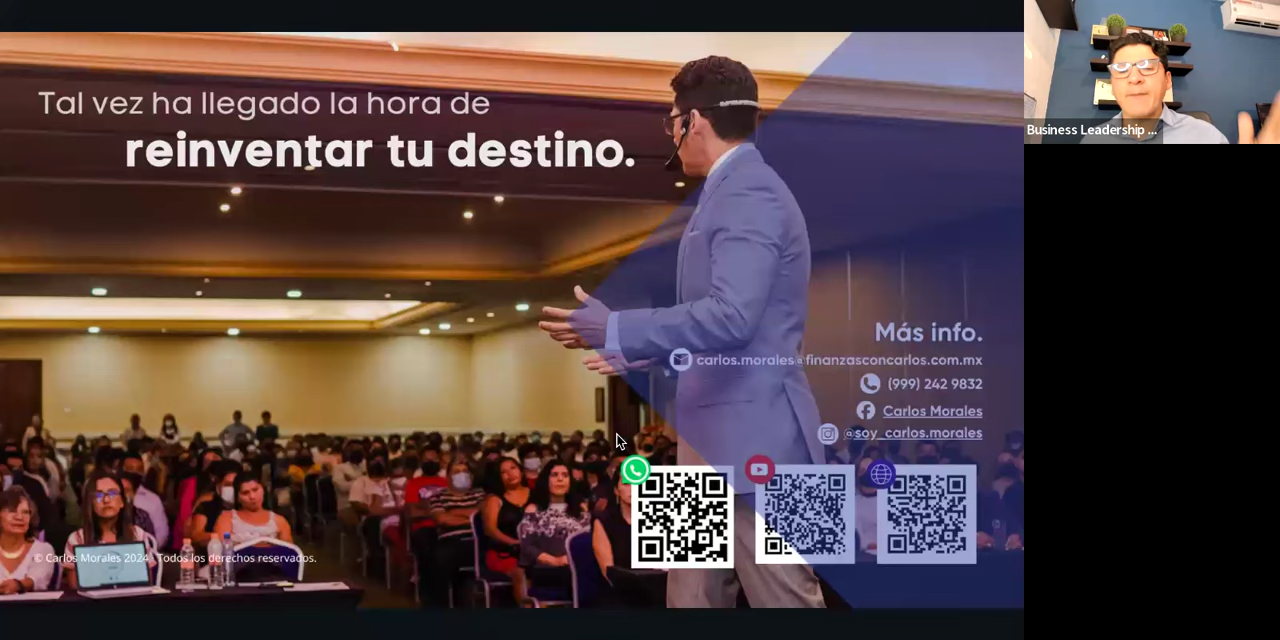 Tal vez ha llegado la hora de
reinventar tu destino.
Business Leadership ...
Más info.
carlos.morales@finanzasconcarlos.com.mx
(999) 242 9832
Carlos Morales
@soy_carlos.morales
© Carlos Morales 2024 Todos los derechos reservados.